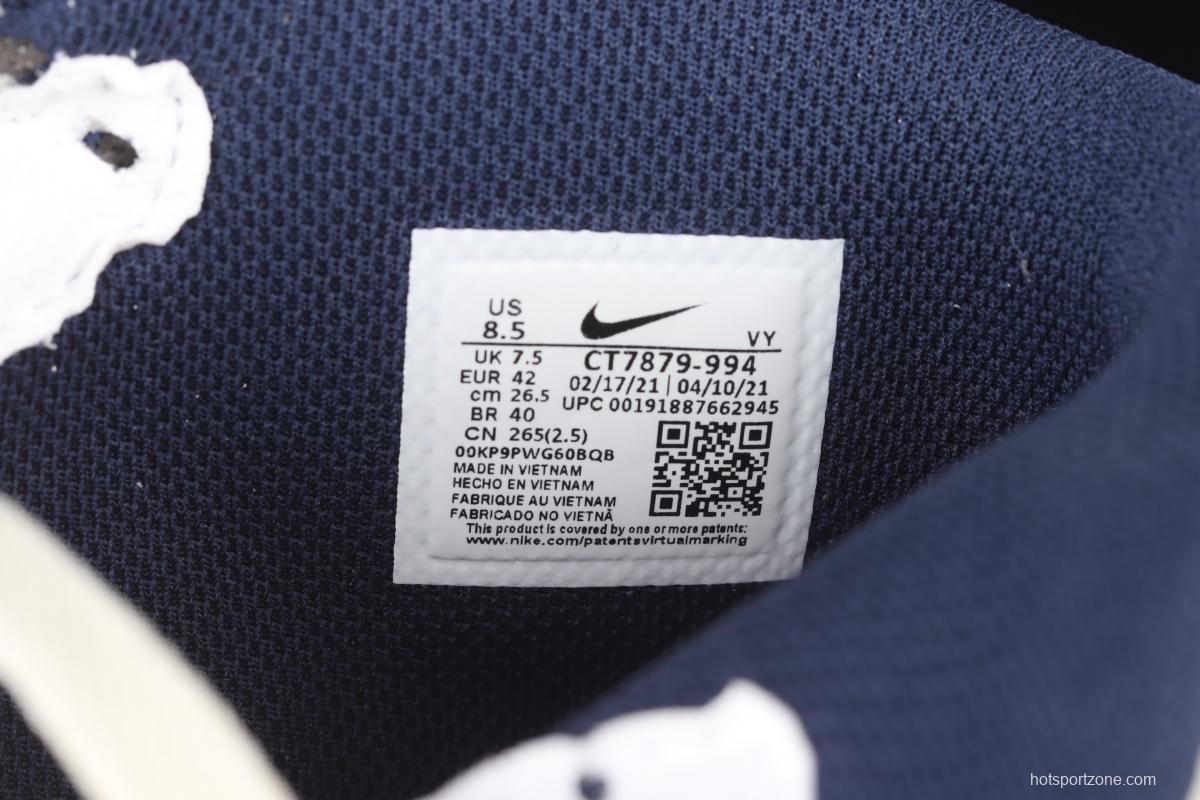 US
8.5
VY
UK 7.5
CT7879-994
EUR 42
02/17/21 | 04/10/21
cm 26.5
UPC 00191887662945
BR 40
CN 265(2.5)
00KP9PWG60BQB
MADE IN VIETNAM
HECHO EN VIETNAM
FABRIQUE AU VIETNAM
FABRICADO NO VIETNÃ
This product is covered by one or more patents:
www.nike.com/patentsvirtualmarking
hotsportzone.com